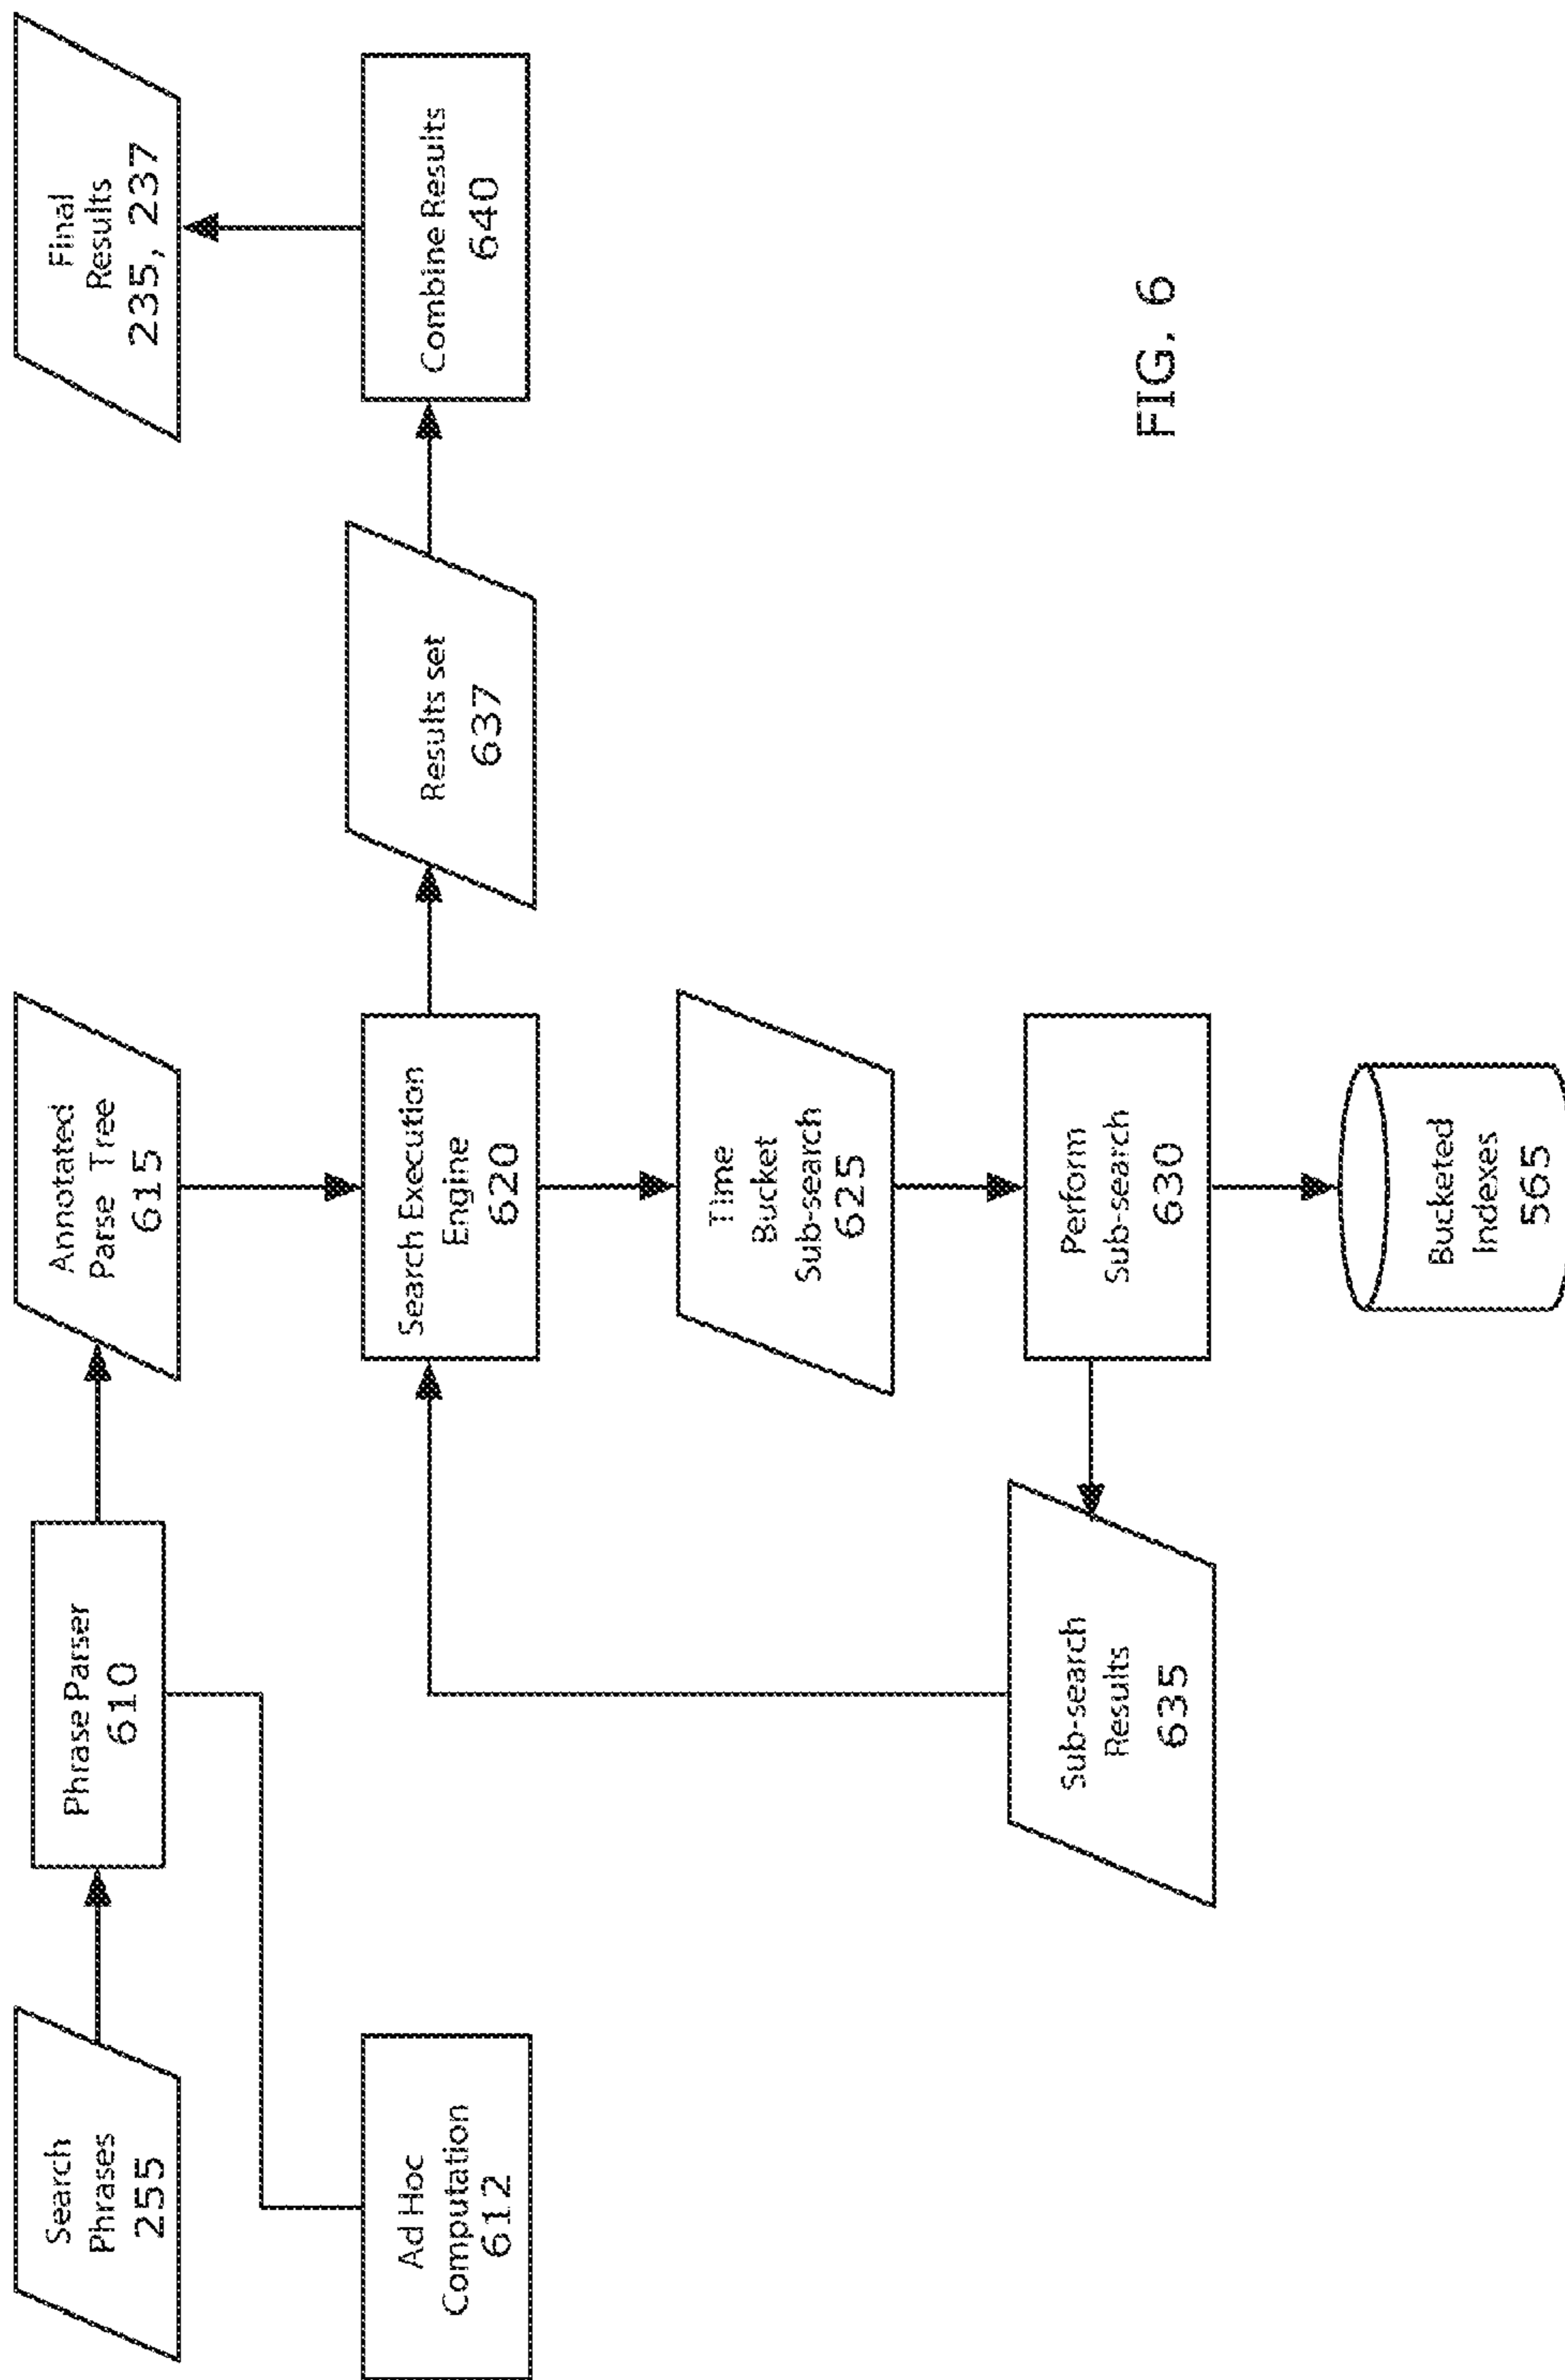 Search
Phrases
255
Phrase Parser
610
Annotated
Parse Tree
615
Final
Results
235, 237
Ad Hoc
Computation
612
Search Execution
Engine
620
Results set
637
Combine Results
640
Time
Bucket
Sub-search
625
Sub-search
Results
635
Perform
Sub-search
630
Bucketed
Indexes
565
FIG. 6